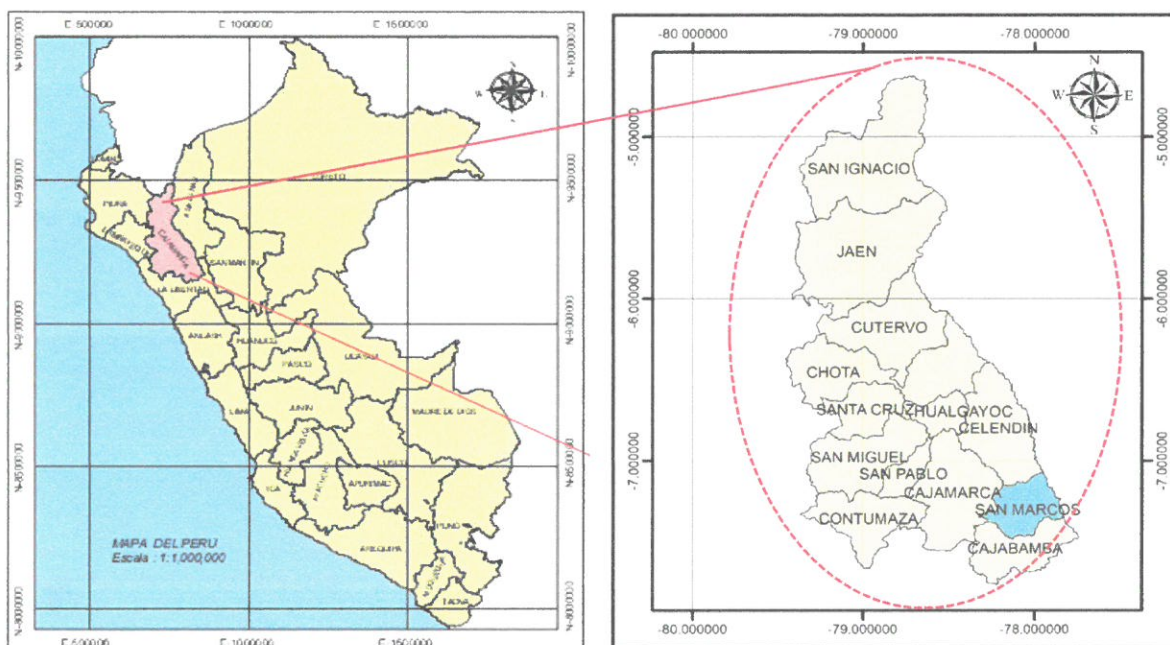 E: 500000
E: 1000000
E: 1500000
N
W
PIURA
CAJAMARCA
SAN MARTIN
LA LIBERTAD
ANCASH
HUANUCO
PASCO
UCAYALI
LIMA
JUNIN
MADRE DE DIOS
CUSCO
ICA
AYACUCHO
APURIMAC
PUNO
AREQUIPA
MOQUEGUA
TACNA
MAPA DEL PERU
Escala : 1:1,000,000
-80 000000
-79.000000
-78 000000
N
W
E
S
-5.000000
-5.000000
SAN IGNACIO
JAEN
-6.000000
-6.000000
CUTERVO
CHOTA
SANTA CRUZ
HUALGAYOC
CELENDIN
-7.000000
-7.000000
SAN MIGUEL
SAN PABLO
CAJAMARCA
SAN MARCOS
CONTUMAZA
CAJABAMBA
-80 000000
-79.000000
-78 000000